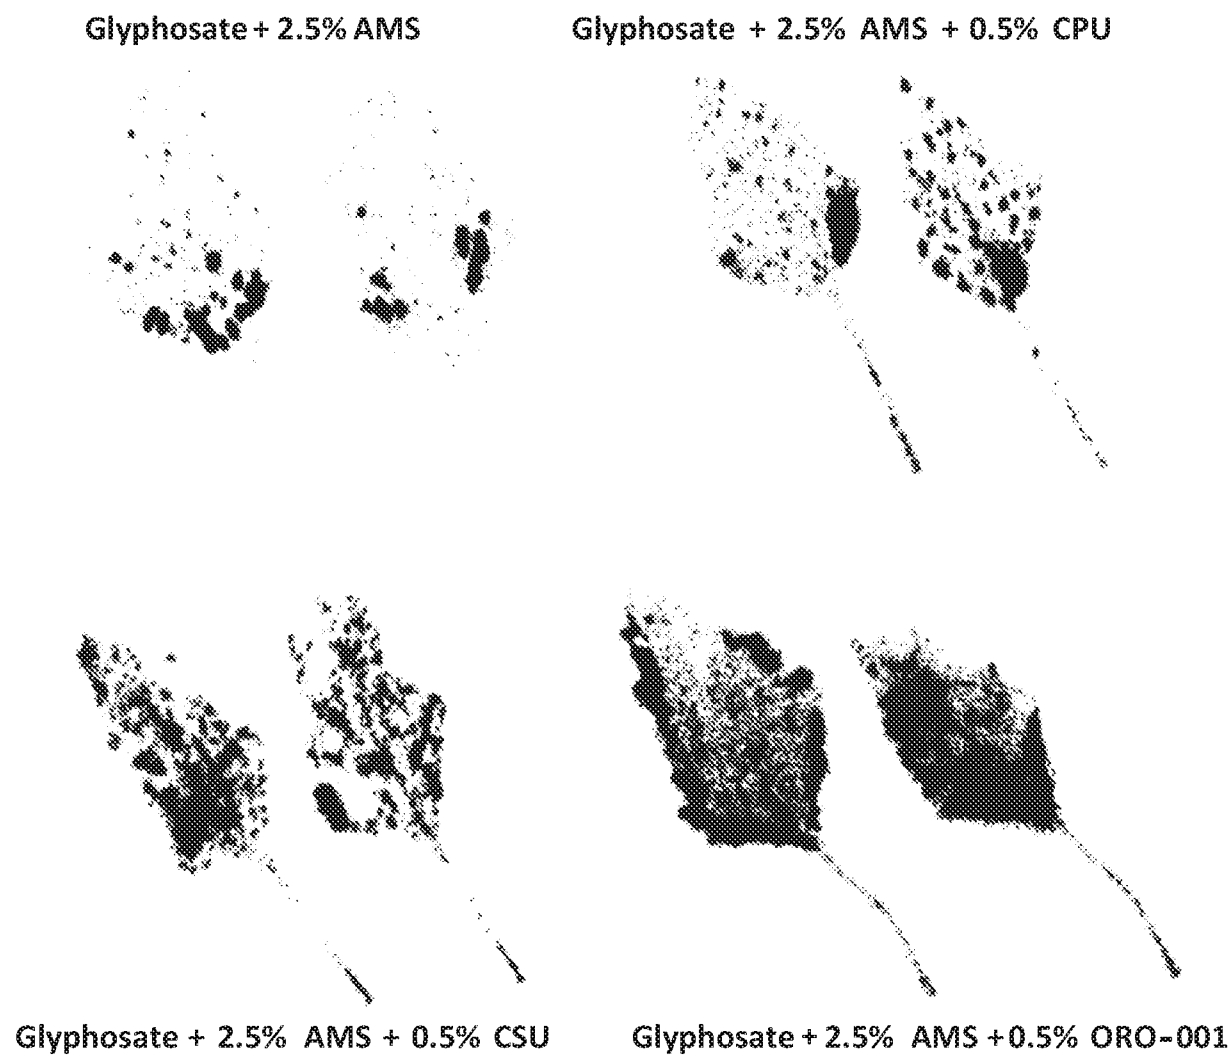 Glyphosate + 2.5% AMS
Glyphosate + 2.5% AMS + 0.5% CPU
Glyphosate + 2.5% AMS + 0.5% CSU
Glyphosate + 2.5% AMS + 0.5% ORO-001